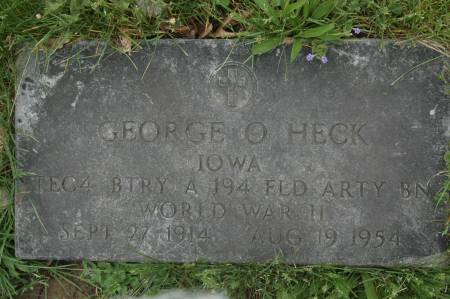 GEORGE O HECK
IOWA
TEC4 BTRY A 194 FLD ARTY BN
WORLD WAR II
SEPT 27 1914 AUG 19 1954